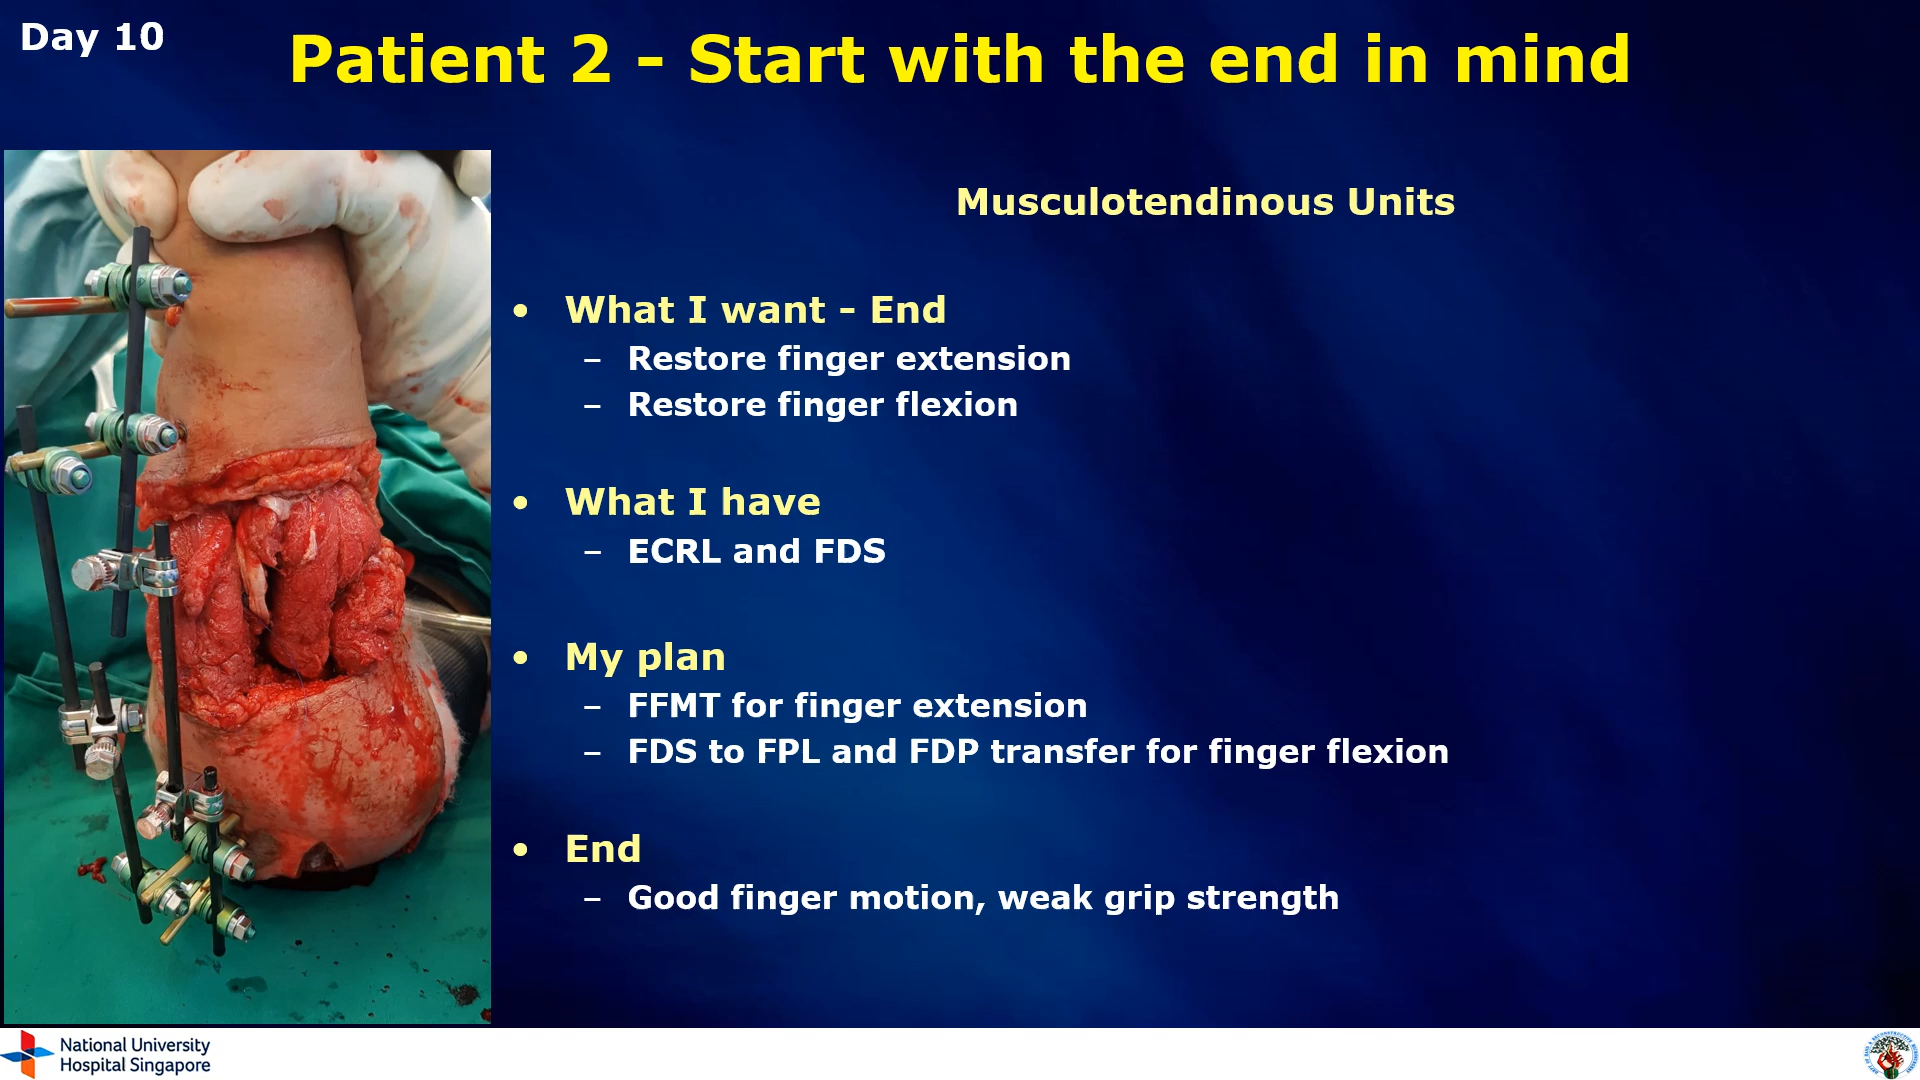 Day 10
Patient 2 - Start with the end in mind
Musculotendinous Units
• What I want - End
– Restore finger extension
– Restore finger flexion
• What I have
– ECRL and FDS
• My plan
– FFMT for finger extension
– FDS to FPL and FDP transfer for finger flexion
• End
– Good finger motion, weak grip strength
National University
Hospital Singapore